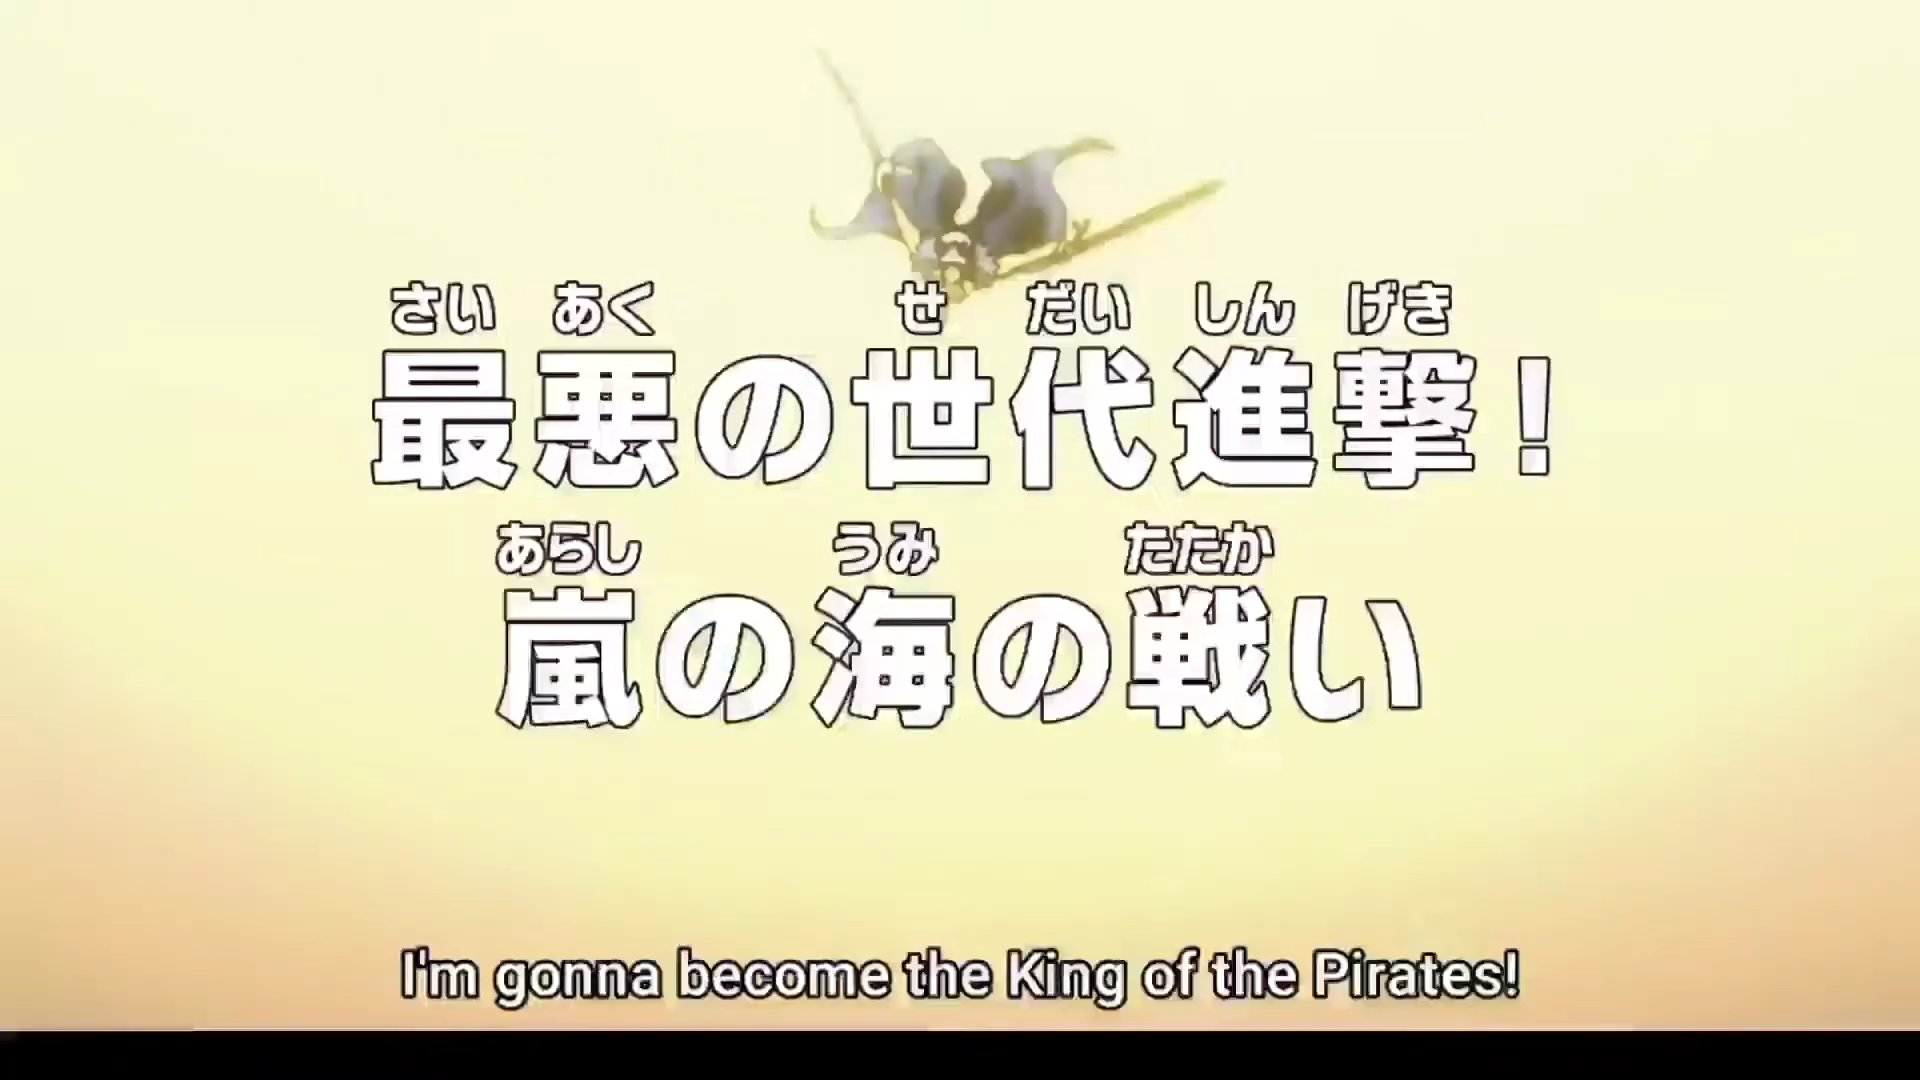 さい あく せ だい しん げき
最悪の世代進撃!
あらし うみ たたか
嵐の海の戦い
I'm gonna become the King of the Pirates!